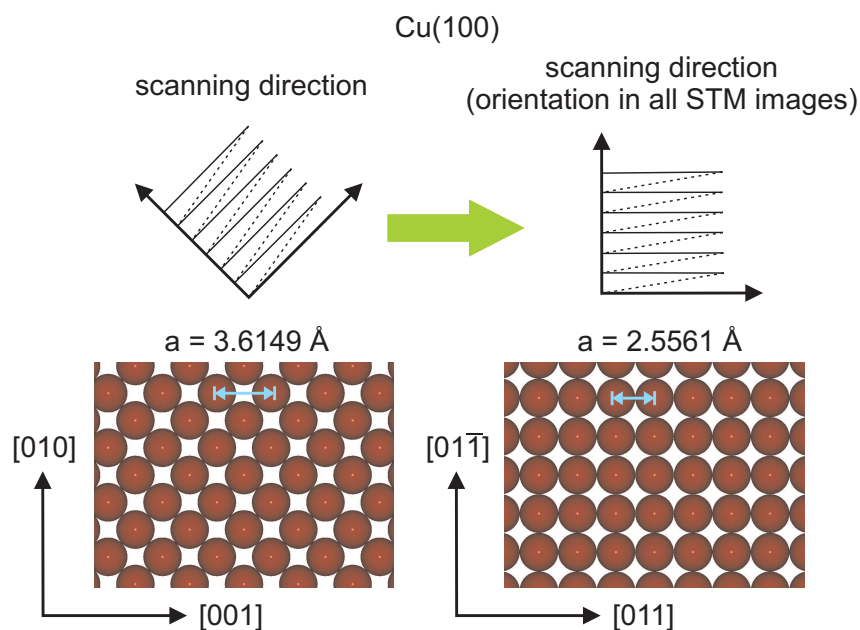 Cu(100)
scanning direction
scanning direction
(orientation in all STM images)
a = 3.6149 Å
a = 2.5561 Å
[010]
[001]
[011̅]
[011]